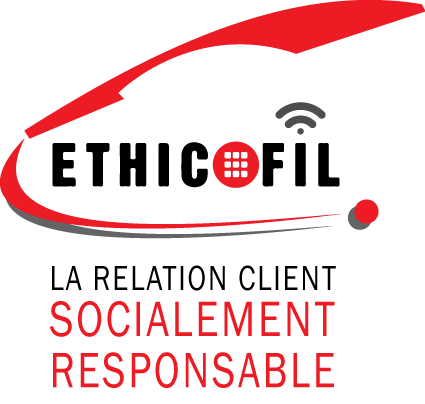 ETHICOFIL
LA RELATION CLIENT
SOCIALEMENT
RESPONSABLE